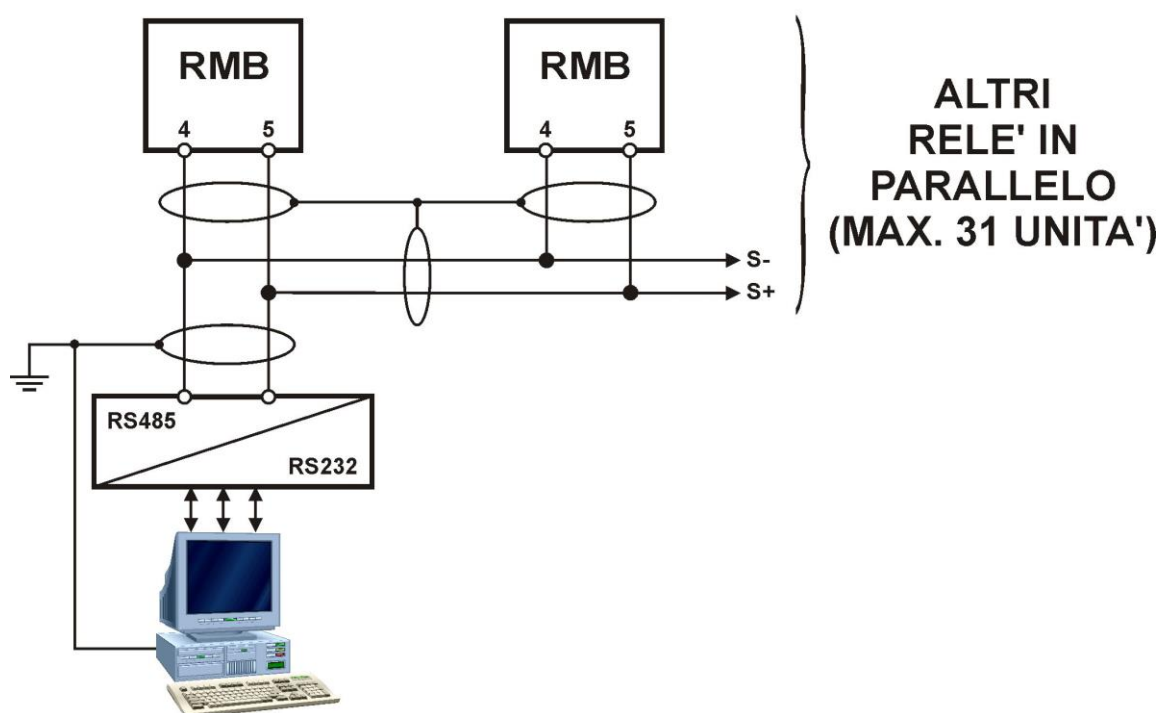 RMB
4 5
RMB
4 5
ALTRI
RELE' IN
PARALLELO
(MAX. 31 UNITA')
S-
S+
RS485
RS232